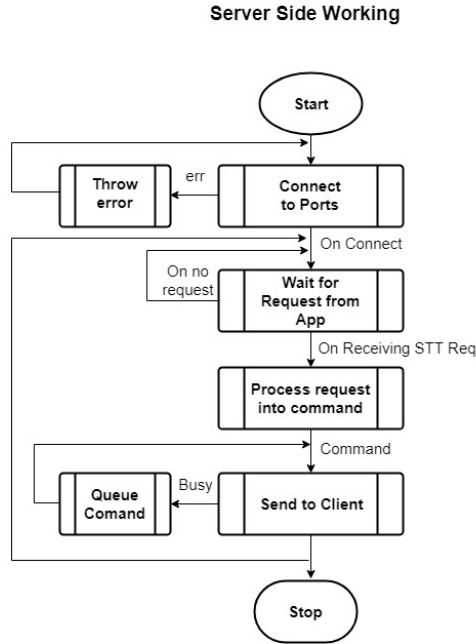 Server Side Working
Start
Throw
error
err
Connect
to Ports
On Connect
On no
request
Wait for
Request from
App
On Receiving STT Req
Process request
into command
Command
Queue
Comand
Busy
Send to Client
Stop